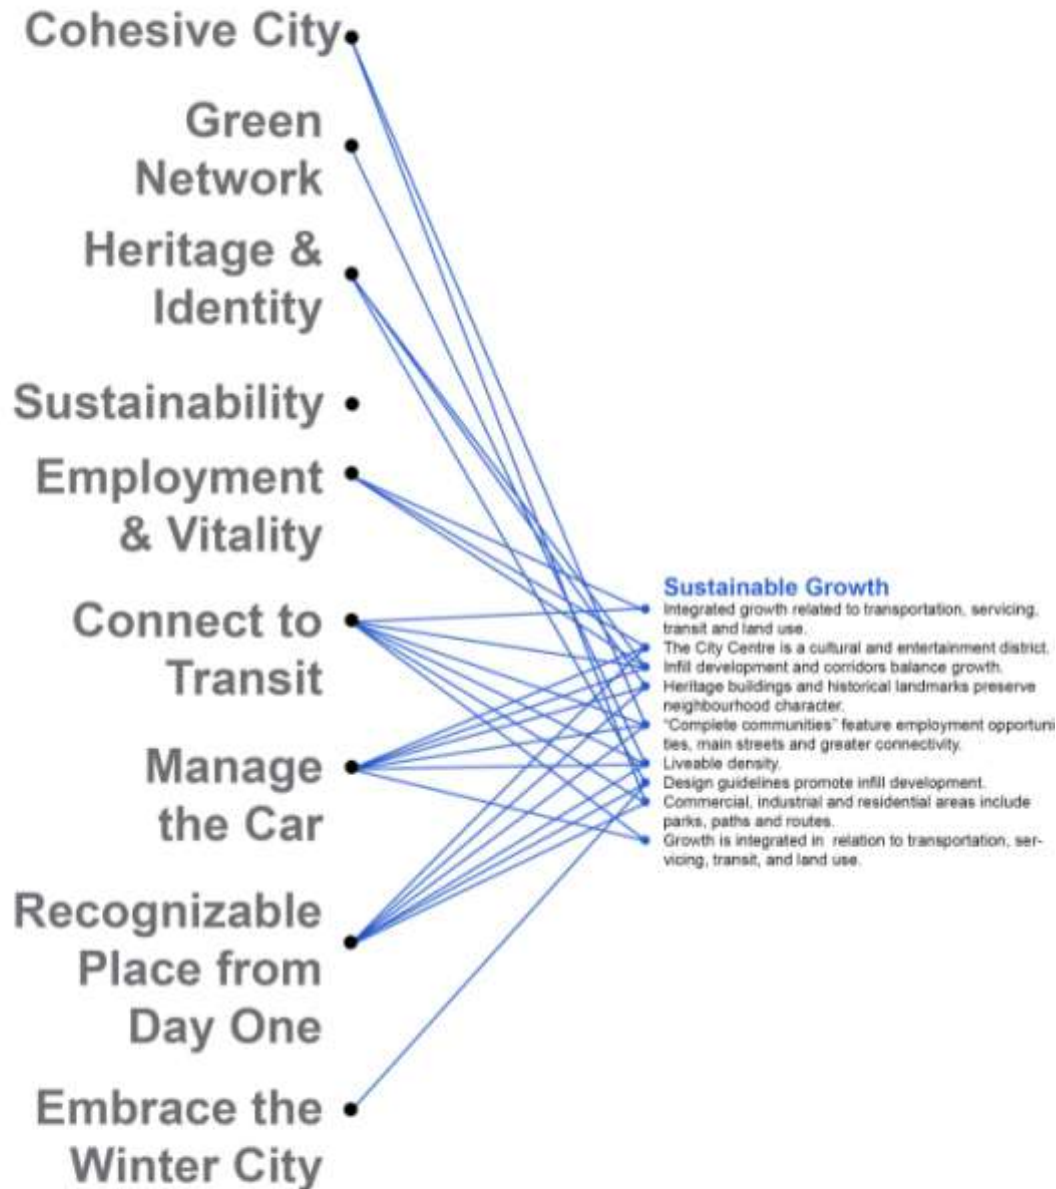 Cohesive City
Green
Network
Heritage &
Identity
Sustainability
Employment
& Vitality
Connect to
Transit
Manage
the Car
Recognizable
Place from
Day One
Embrace the
Winter City
Sustainable Growth
Integrated growth related to transportation, servicing,
transit and land use.
The City Centre is a cultural and entertainment district.
Infill development and corridors balance growth.
Heritage buildings and historical landmarks preserve
neighbourhood character.
“Complete communities” feature employment opportuni
ties, main streets and greater connectivity.
Liveable density.
Design guidelines promote infill development.
Commercial, industrial and residential areas include
parks, paths and routes.
Growth is integrated in relation to transportation, ser-
vicing, transit, and land use.